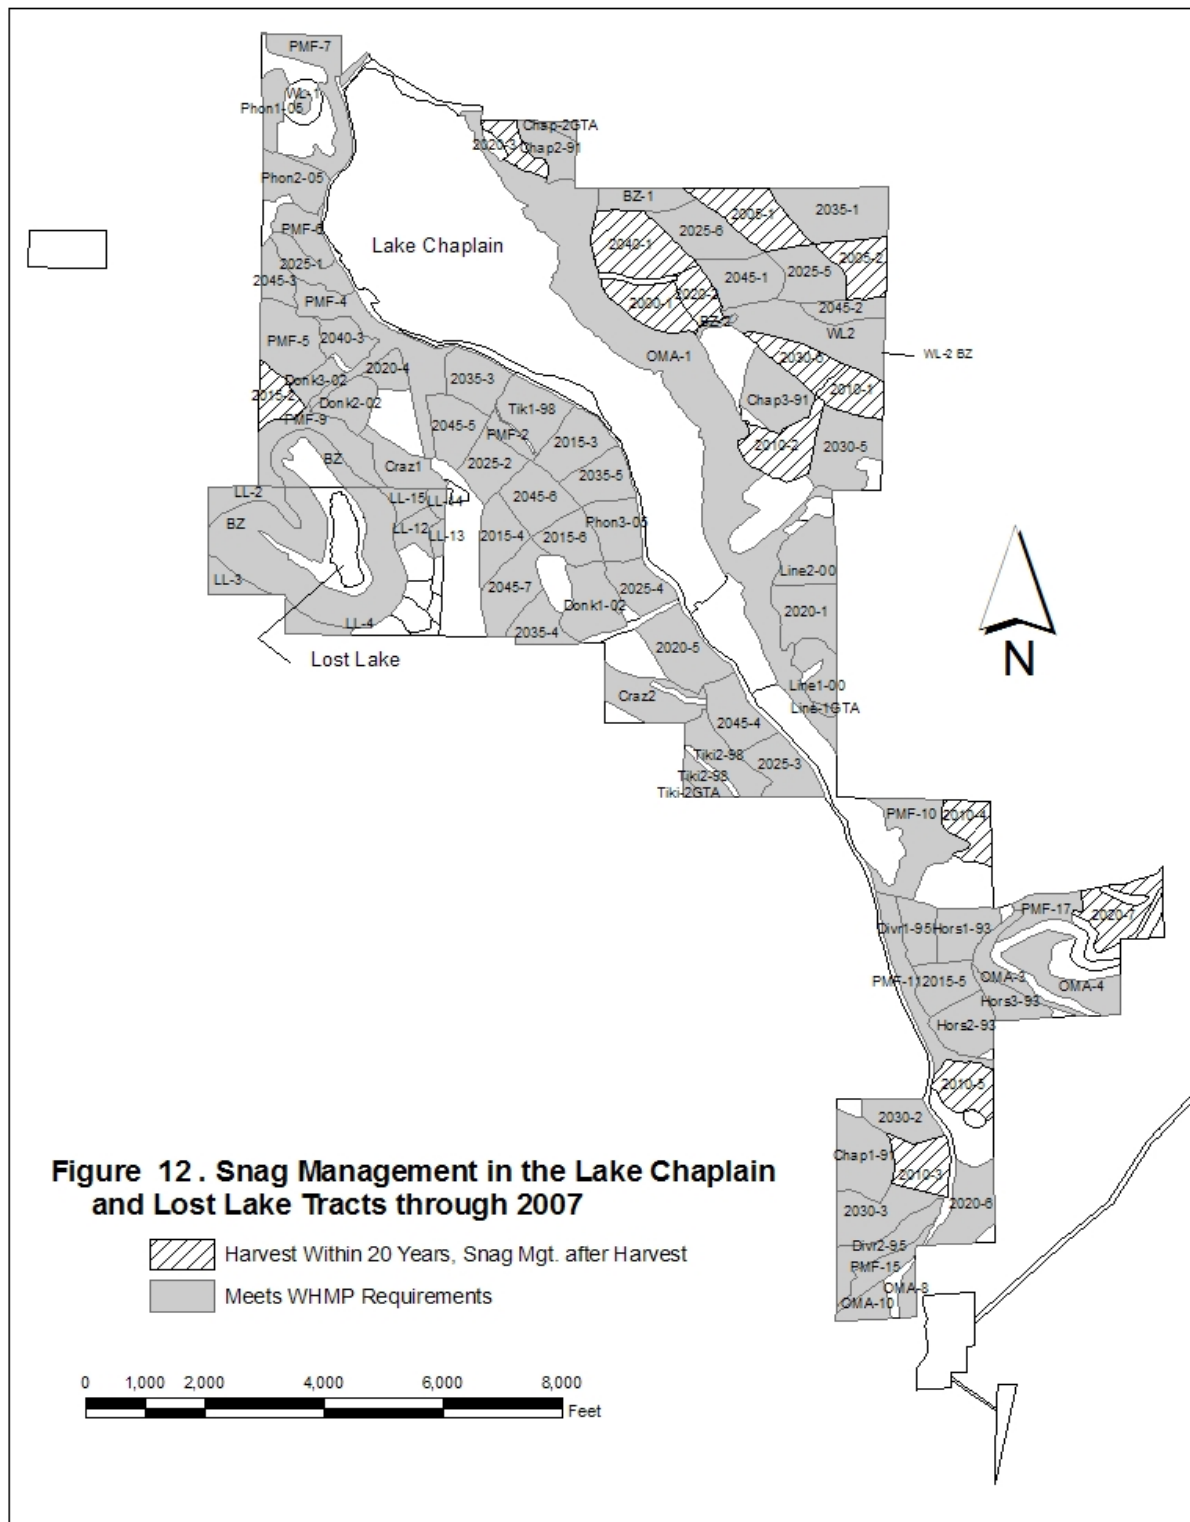 PMF-7
WL-1
Phon1-05
Chap-2GTA
2020-3
Chap2-91
Phon2-05
BZ-1
2005-1
2035-1
PMF-6
2025-6
2040-1
Lake Chaplain
2005-2
2025-1
2045-3
2045-1
2025-5
PMF-4
2000-1
2020-2
2045-2
BZ-2
WL2
PMF-5
2040-3
OMA-1
2030-6
WL-2 BZ
2020-4
Donk3-02
2035-3
2010-1
2015-2
Donk2-02
Chap3-91
Tik1-98
PMF-9
2045-5
PMF-2
2015-3
2010-2
2030-5
BZ
Craz1
2025-2
2035-5
LL-2
LL-15
LL-14
2045-6
BZ
LL-12
LL-13
2015-4
2015-6
Phon3-05
Line2-00
LL-3
2045-7
Donk1-02
2025-4
2020-1
LL-4
2035-4
2020-5
N
Lost Lake
Line1-00
Craz2
Line-1GTA
2045-4
Tiki2-98
2025-3
Tiki2-98
Tiki-2GTA
PMF-10
2010-4
PMF-17
2020-7
Divr1-95
Hors1-93
PMF-11
2015-5
OMA-3
OMA-4
Hors3-93
Hors2-93
2010-5
2030-2
Chap1-91
2010-3
2020-6
2030-3
Divr2-95
PMF-15
OMA-8
OMA-10
Figure 12. Snag Management in the Lake Chaplain
and Lost Lake Tracts through 2007
Harvest Within 20 Years, Snag Mgt. after Harvest
Meets WHMP Requirements
0 1,000 2,000 4,000 6,000 8,000
Feet